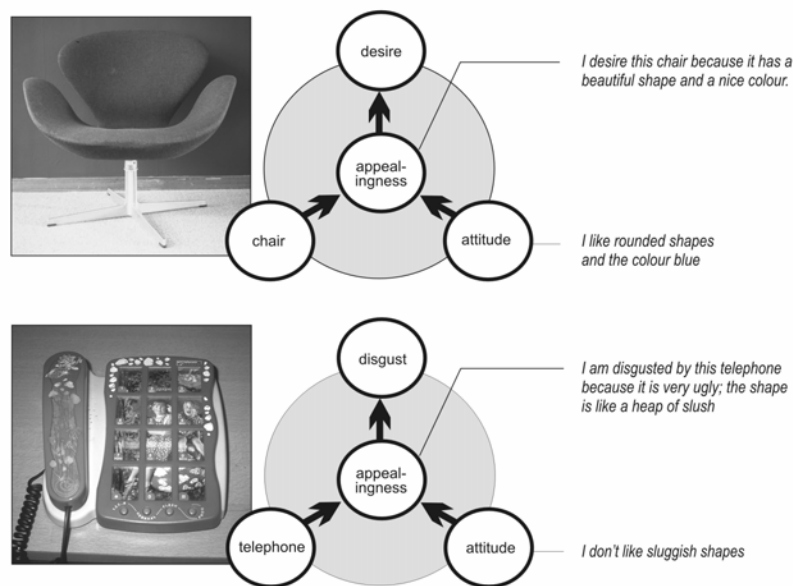 desire
I desire this chair because it has a
beautiful shape and a nice colour.
appeal-
ingness
chair
attitude
I like rounded shapes
and the colour blue
disgust
I am disgusted by this telephone
because it is very ugly; the shape
is like a heap of slush
appeal-
ingness
telephone
attitude
I don't like sluggish shapes